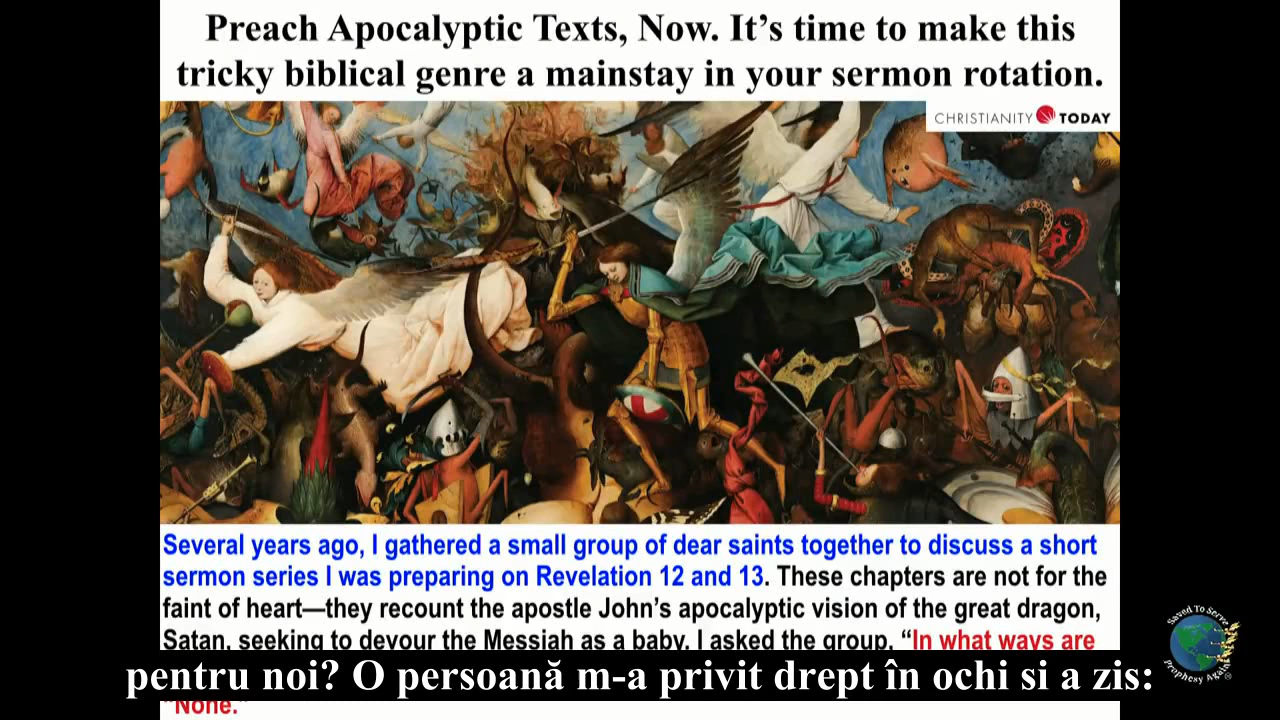 Preach Apocalyptic Texts, Now. It’s time to make this
tricky biblical genre a mainstay in your sermon rotation.
CHRISTIANITY TODAY
Several years ago, I gathered a small group of dear saints together to discuss a short
sermon series I was preparing on Revelation 12 and 13. These chapters are not for the
faint of heart—they recount the apostle John’s apocalyptic vision of the great dragon,
Satan, seeking to devour the Messiah as a baby. I asked the group, “In what ways are
pentru noi? O persoană m-a privit drept în ochi si a zis:
“None.”
Saved To Serve
Prophesy Again